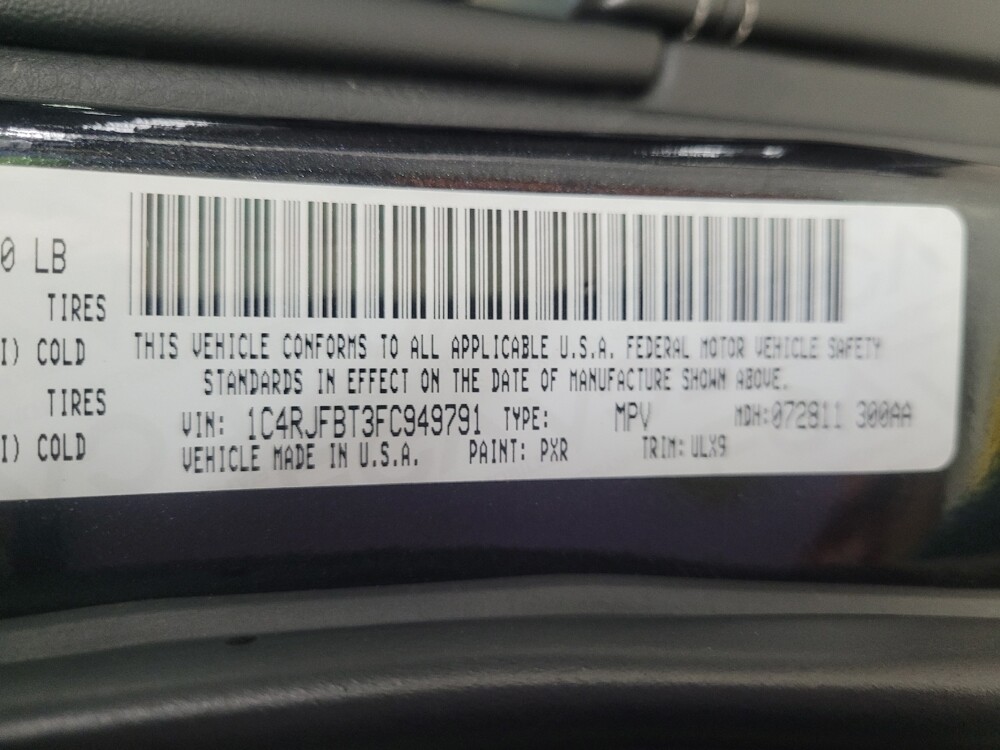 0 LB
TIRES
I) COLD
TIRES
I) COLD
THIS VEHICLE CONFORMS TO ALL APPLICABLE U.S.A. FEDERAL MOTOR VEHICLE SAFETY
STANDARDS IN EFFECT ON THE DATE OF MANUFACTURE SHOWN ABOVE.
VIN: 1C4RJFBT3FC949791 TYPE: MPV MDH:072811 300AA
VEHICLE MADE IN U.S.A. PAINT: PXR TRIM: ULX9